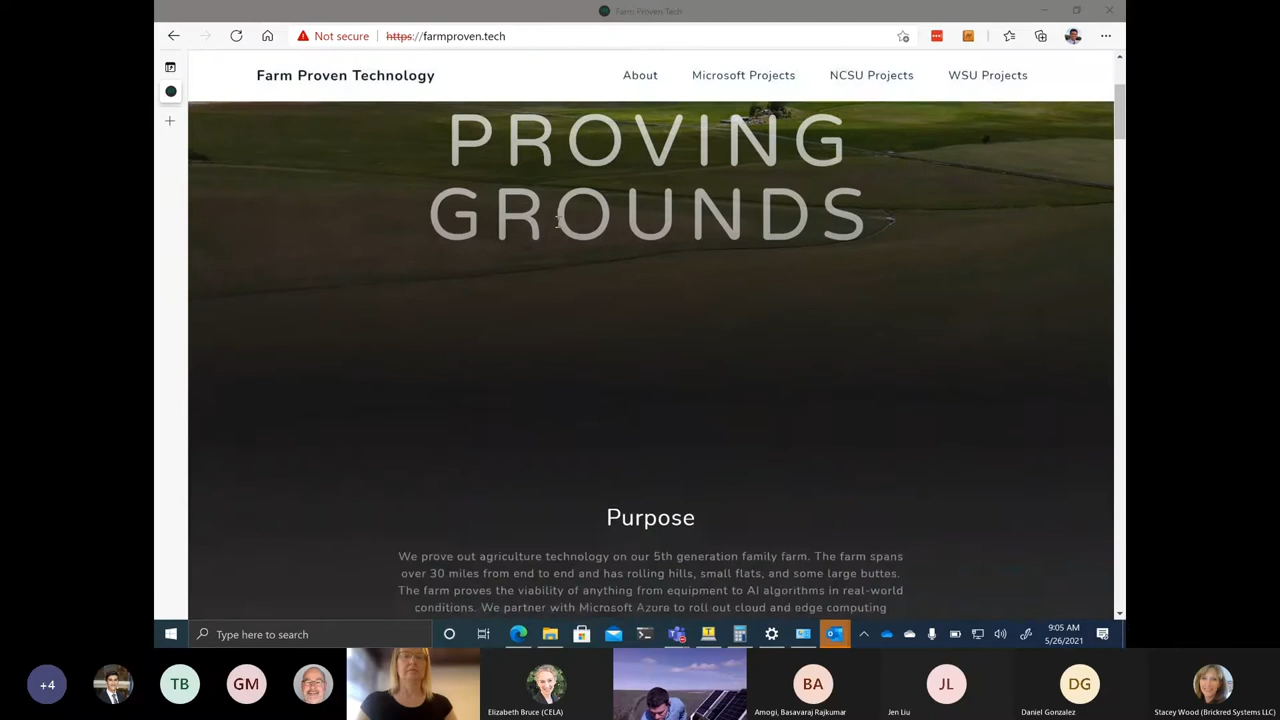 Farm Proven Tech
Not secure
https://farmproven.tech
Farm Proven Technology
About
Microsoft Projects
NCSU Projects
WSU Projects
PROVING
GROUNDS
Purpose
We prove out agriculture technology on our 5th generation family farm. The farm spans
over 30 miles from end to end and has rolling hills, small flats, and some large buttes.
The farm proves the viability of anything from equipment to AI algorithms in real-world
conditions. We partner with Microsoft Azure to roll out cloud and edge computing
Type here to search
9:05 AM
5/26/2021
+4
TB
GM
Elizabeth Bruce (CELA)
BA
Amogi, Basavaraj Rajkumar
JL
Jen Liu
DG
Daniel Gonzalez
Stacey Wood (Brickred Systems LLC)